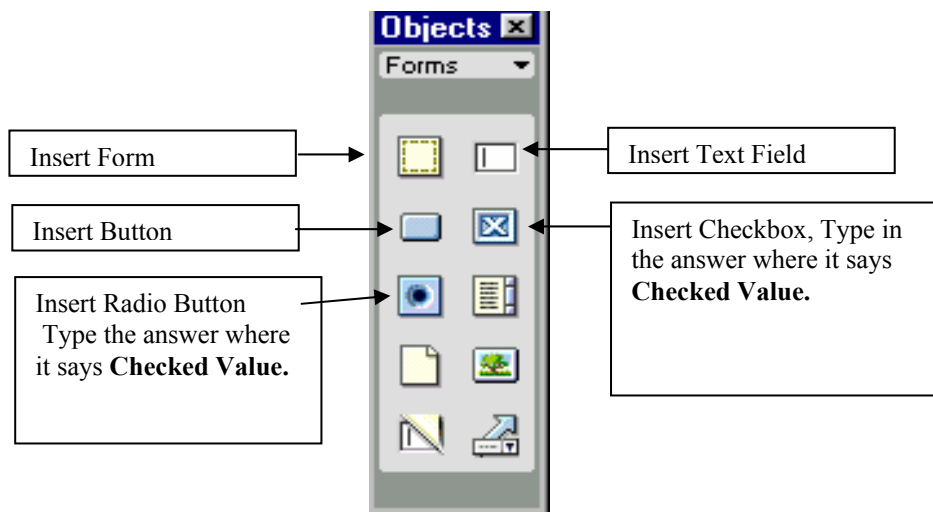 Objects
Forms
Insert Form
Insert Text Field
Insert Button
Insert Checkbox, Type in
the answer where it says
Checked Value.
Insert Radio Button
Type the answer where
it says Checked Value.